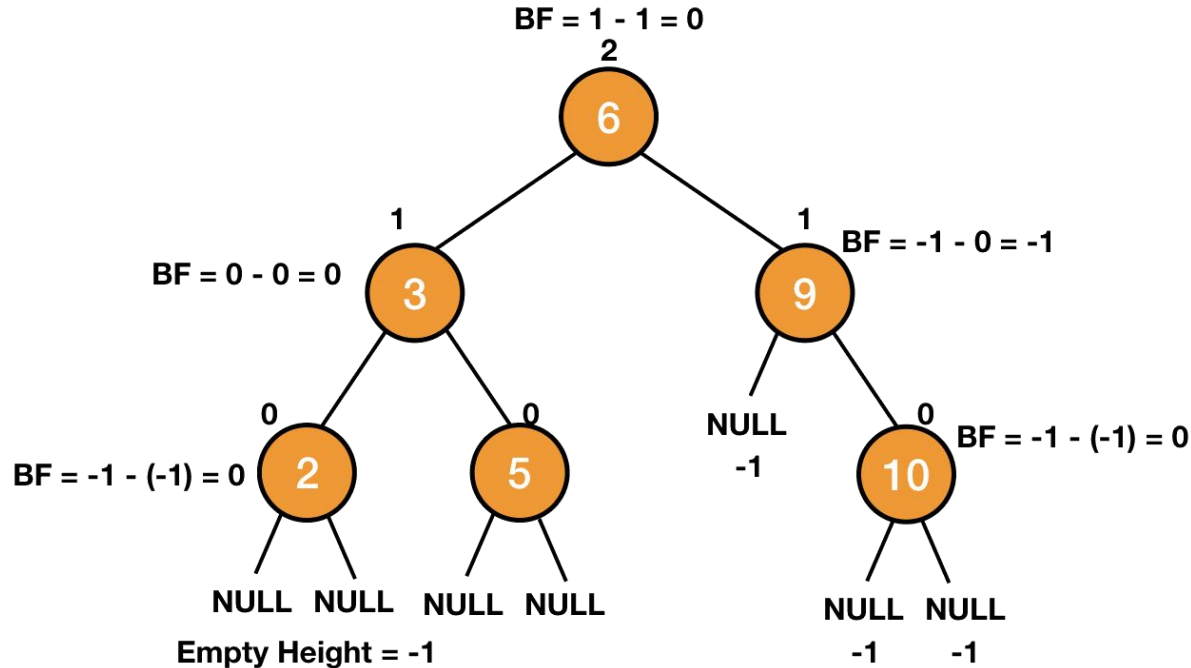 BF = 1 - 1 = 0
2
6
1
1
BF = -1 - 0 = -1
BF = 0 - 0 = 0
3
9
0
0
NULL
-1
0
BF = -1 - (-1) = 0
BF = -1 - (-1) = 0
2
5
10
NULL NULL NULL NULL
NULL NULL
Empty Height = -1
-1 -1